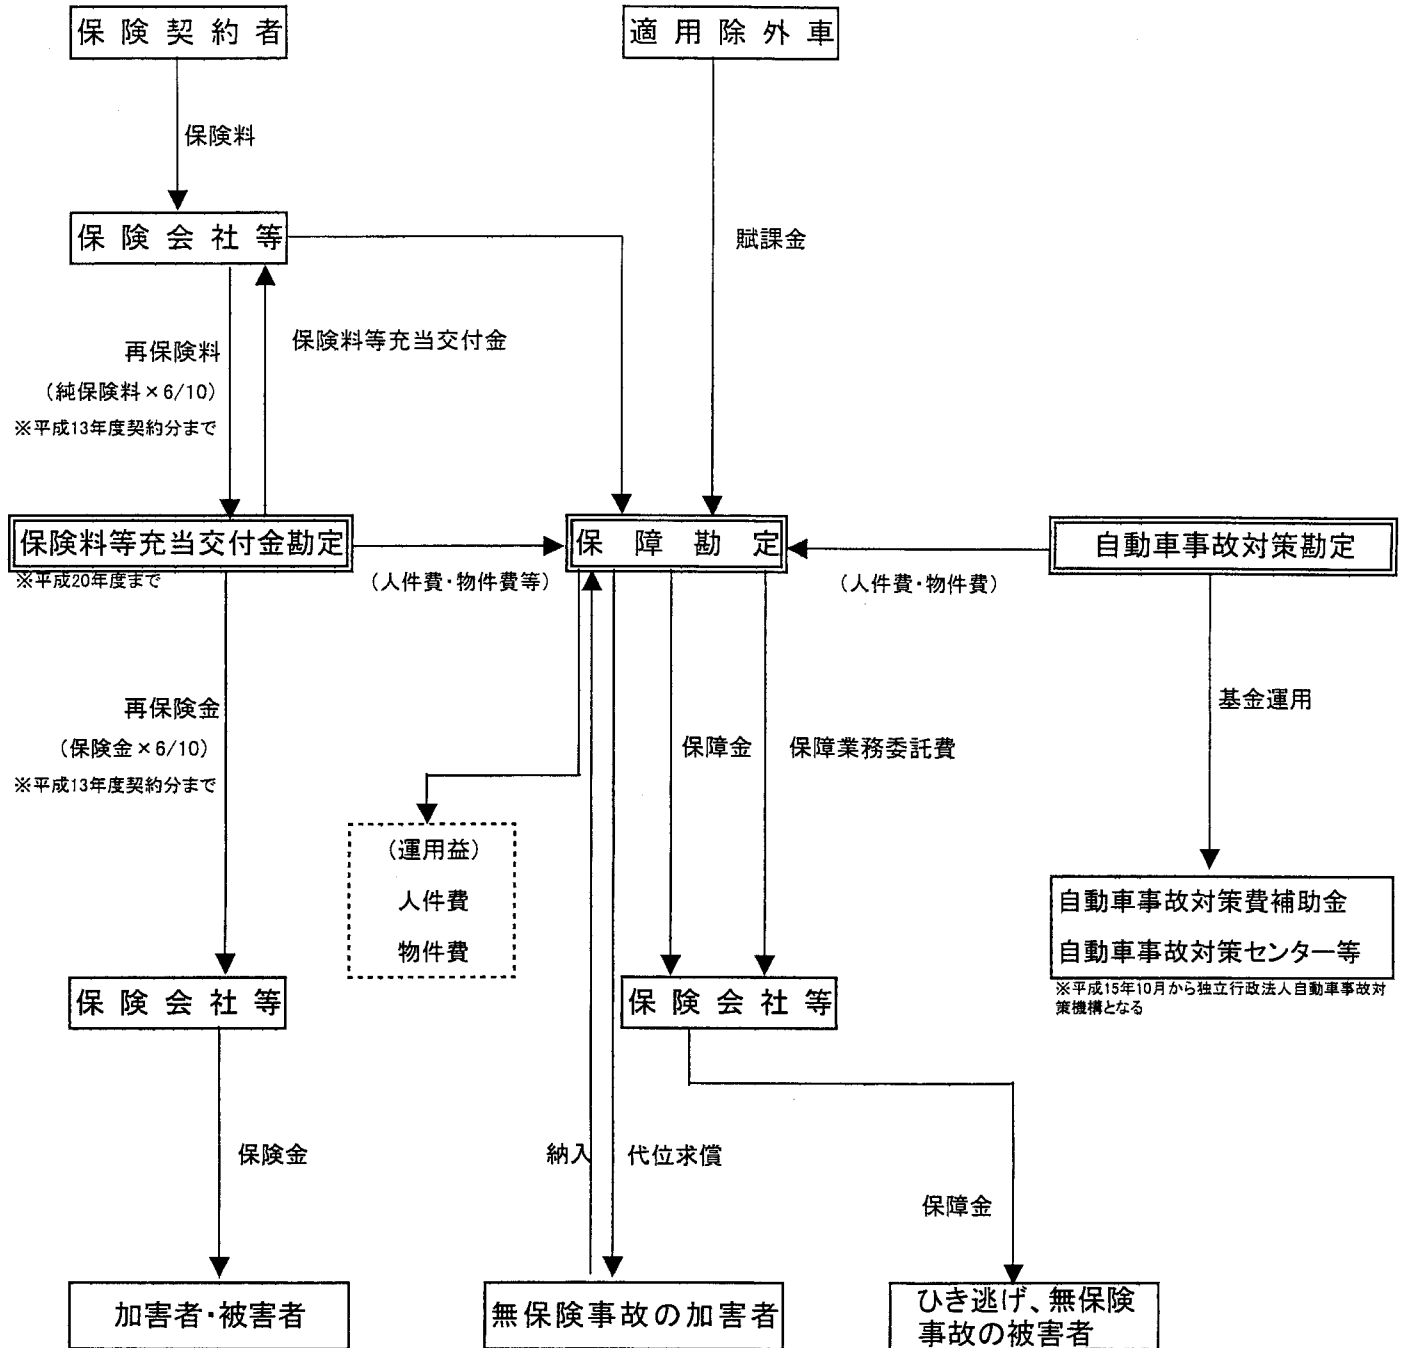 保険契約者
適用除外車
保険料
保険会社等
賦課金
再保険料
(純保険料×6/10)
※平成13年度契約分まで
保険料等充当交付金
保険料等充当交付金勘定
※平成20年度まで
(人件費・物件費等)
保障勘定
(人件費・物件費)
自動車事故対策勘定
再保険金
(保険金×6/10)
※平成13年度契約分まで
保障金
保障業務委託費
基金運用
(運用益)
人件費
物件費
自動車事故対策費補助金
自動車事故対策センター等
※平成15年10月から独立行政法人自動車事故対
策機構となる
保険会社等
保険会社等
保険金
納入
代位求償
保障金
加害者・被害者
無保険事故の加害者
ひき逃げ、無保険
事故の被害者